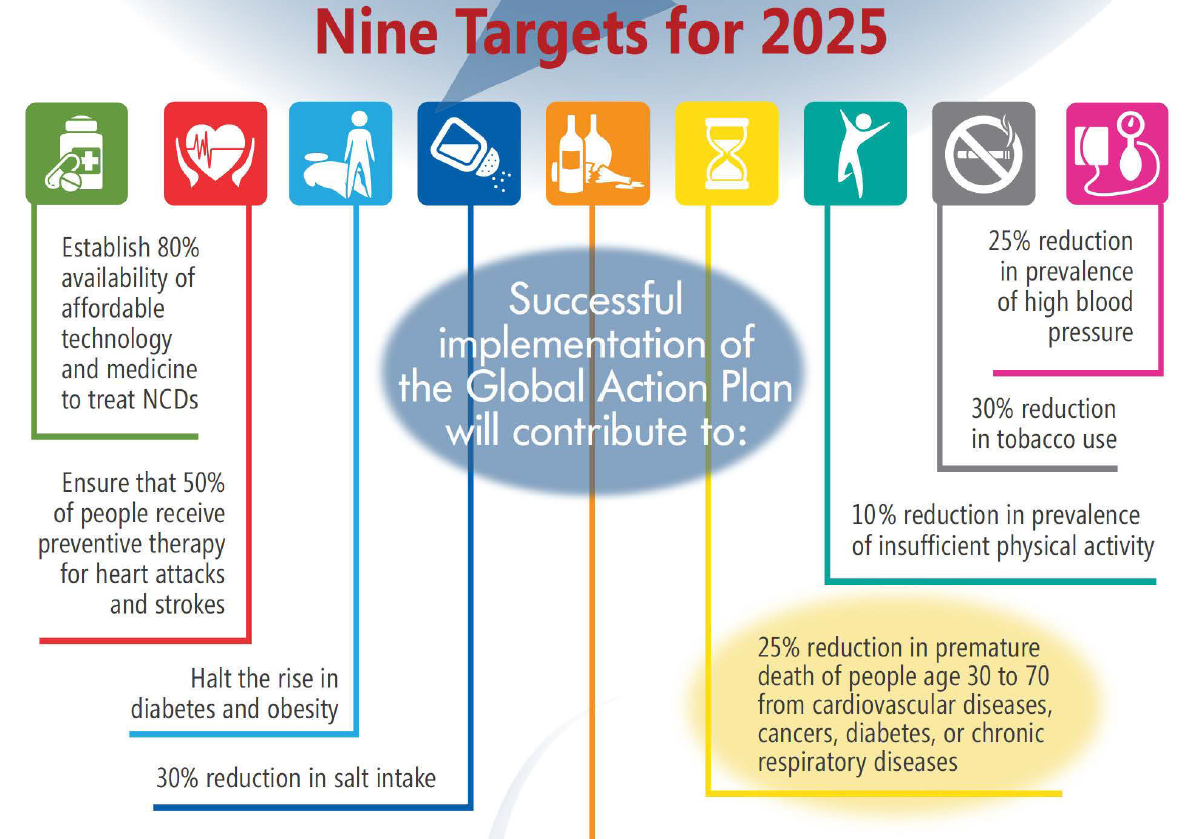 Nine Targets for 2025
Establish 80%
availability of
affordable
technology
and medicine
to treat NCDs
Ensure that 50%
of people receive
preventive therapy
for heart attacks
and strokes
Halt the rise in
diabetes and obesity
30% reduction in salt intake
Successful
implementation of
the Global Action Plan
will contribute to:
25% reduction
in prevalence
of high blood
pressure
30% reduction
in tobacco use
10% reduction in prevalence
of insufficient physical activity
25% reduction in premature
death of people age 30 to 70
from cardiovascular diseases,
cancers, diabetes, or chronic
respiratory diseases